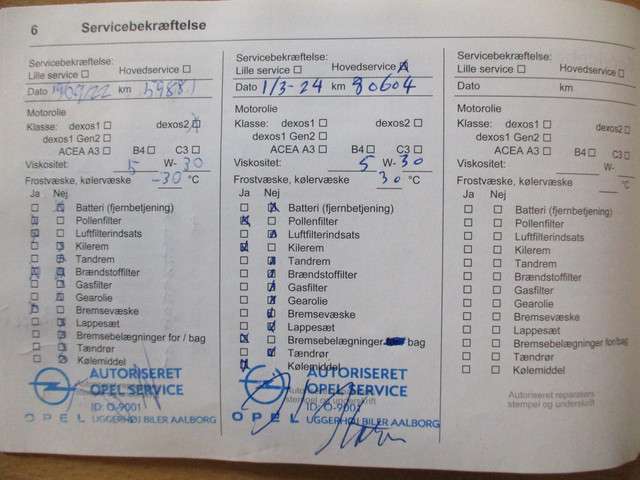 6 Servicebekræftelse
Servicebekræftelse:
Lille service Hovedservice
Dato km
Motorolie
Klasse: dexos1 dexos2
dexos1 Gen2
ACEA A3 B4 C3
Viskositet: 5 W- 30
Frostvæske, kølervæske -30 °C
Ja Nej
Batteri (fjernbetjening)
Pollenfilter
Luftfilterindsats
Kilerem
Tandrem
Brændstoffilter
Gasfilter
Gearolie
Bremsevæske
Lappesæt
Bremsebelægninger for / bag
Tændrør
Kølemiddel
AUTORISERET
OPEL SERVICE
ID: O-9001
OPEL UGGERHØJ BILER AALBORG
Servicebekræftelse:
Lille service Hovedservice
Dato 1/3-24 km 80604
Motorolie
Klasse: dexos1 dexos2
dexos1 Gen2
ACEA A3 B4 C3
Viskositet: 5 W- 30
Frostvæske, kølervæske 30 °C
Ja Nej
Batteri (fjernbetjening)
Pollenfilter
Luftfilterindsats
Kilerem
Tandrem
Brændstoffilter
Gasfilter
Gearolie
Bremsevæske
Lappesæt
Bremsebelægninger / bag
Tændrør
Kølemiddel
AUTORISERET
OPEL SERVICE
stempel og underskrift
ID: O-9001
OPEL UGGERHØJ BILER AALBORG
Servicebekræftelse:
Lille service Hovedservice
Dato km
Motorolie
Klasse: dexos1 dexos2
dexos1 Gen2
ACEA A3 B4 C3
Viskositet: W-
Frostvæske, kølervæske °C
Ja Nej
Batteri (fjernbetjening)
Pollenfilter
Luftfilterindsats
Kilerem
Tandrem
Brændstoffilter
Gasfilter
Gearolie
Bremsevæske
Lappesæt
Bremsebelægninger for/bag
Tændrør
Kølemiddel
Autoriseret reparatørs
stempel og underskrift